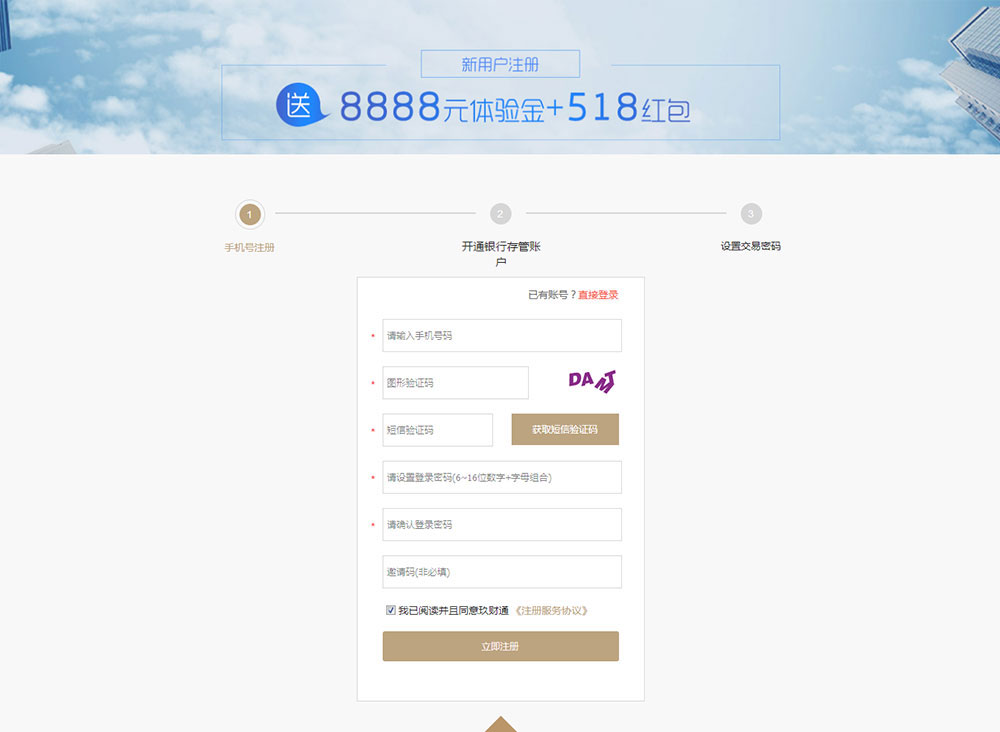 新用户注册
送 8888元体验金+518红包
1
2
3
手机号注册
开通银行存管账
户
设置交易密码
已有账号？直接登录
* 请输入手机号码
* 图形验证码
DAMT
* 短信验证码
获取短信验证码
* 请设置登录密码(6~16位数字+字母组合)
* 请确认登录密码
邀请码(非必填)
我已阅读并且同意玖财通 《注册服务协议》
立即注册